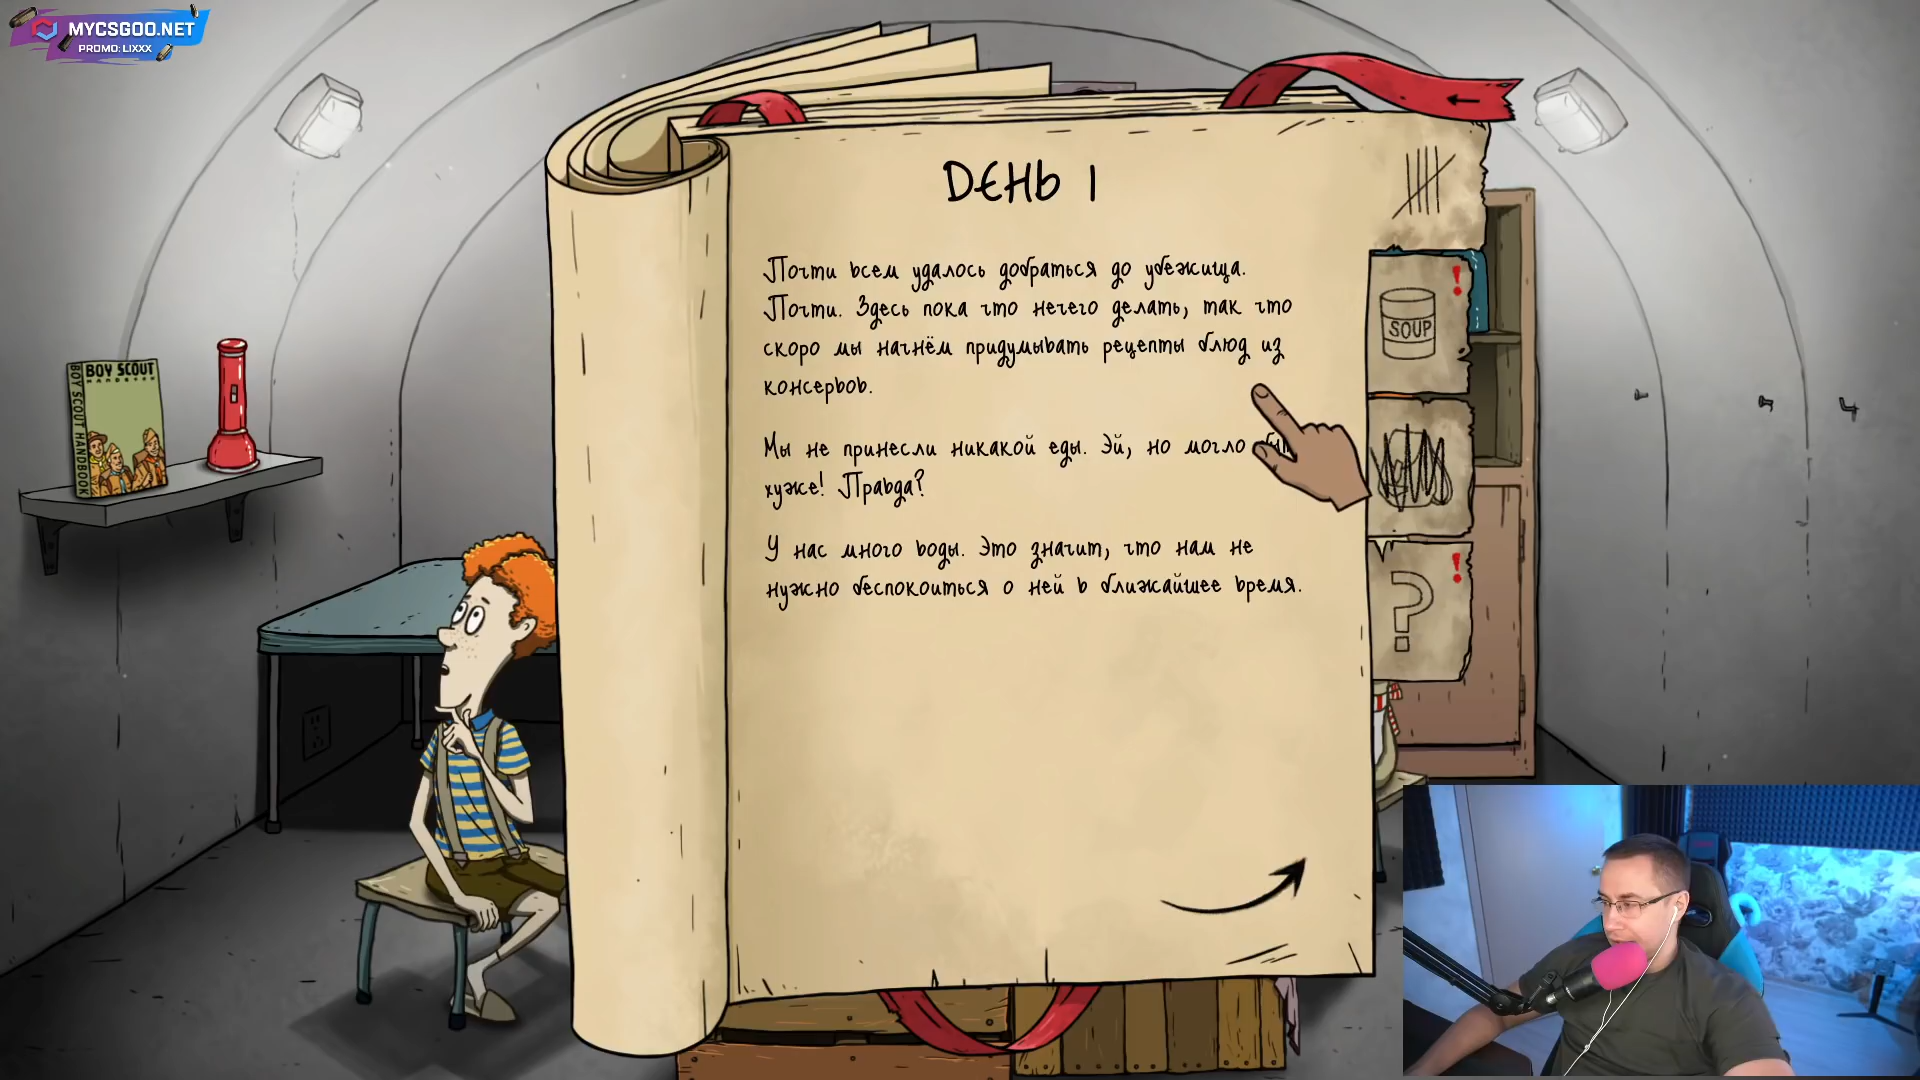 MYCSGOO.NET
PROMO: LIXXX
ДЕНЬ 1
Почти всем удалось добраться до убежища.
Почти. Здесь пока что нечего делать, так что
скоро мы начнём придумывать рецепты блюд из
консервов.
Мы не принесли никакой еды. Эй, но могло
хуже! Правда?
У нас много воды. Это значит, что нам не
нужно беспокоиться о ней в ближайшее время.
SOUP
!
?
!
BOY SCOUT
HANDBOOK
BOY SCOUT HANDBOOK